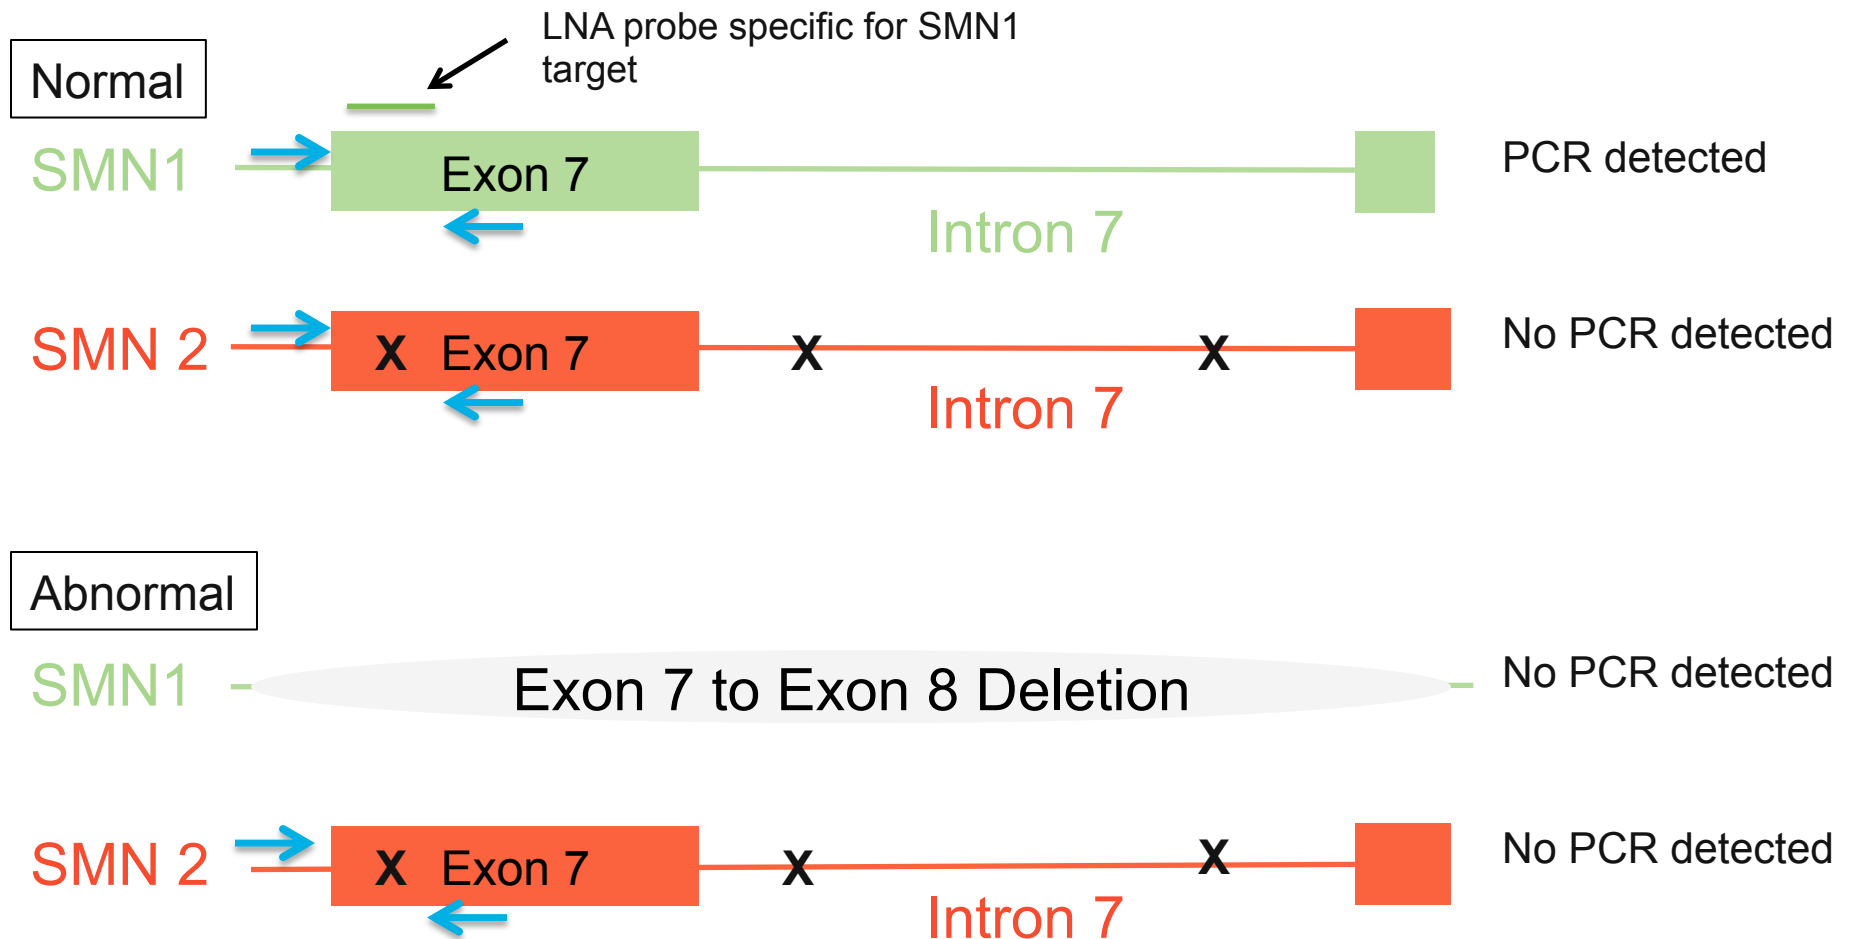 LNA probe specific for SMN1
target
Normal
SMN1
Exon 7
PCR detected
Intron 7
SMN 2
X
Exon 7
X
X
No PCR detected
Intron 7
Abnormal
SMN1
Exon 7 to Exon 8 Deletion
No PCR detected
SMN 2
X
Exon 7
X
X
No PCR detected
Intron 7